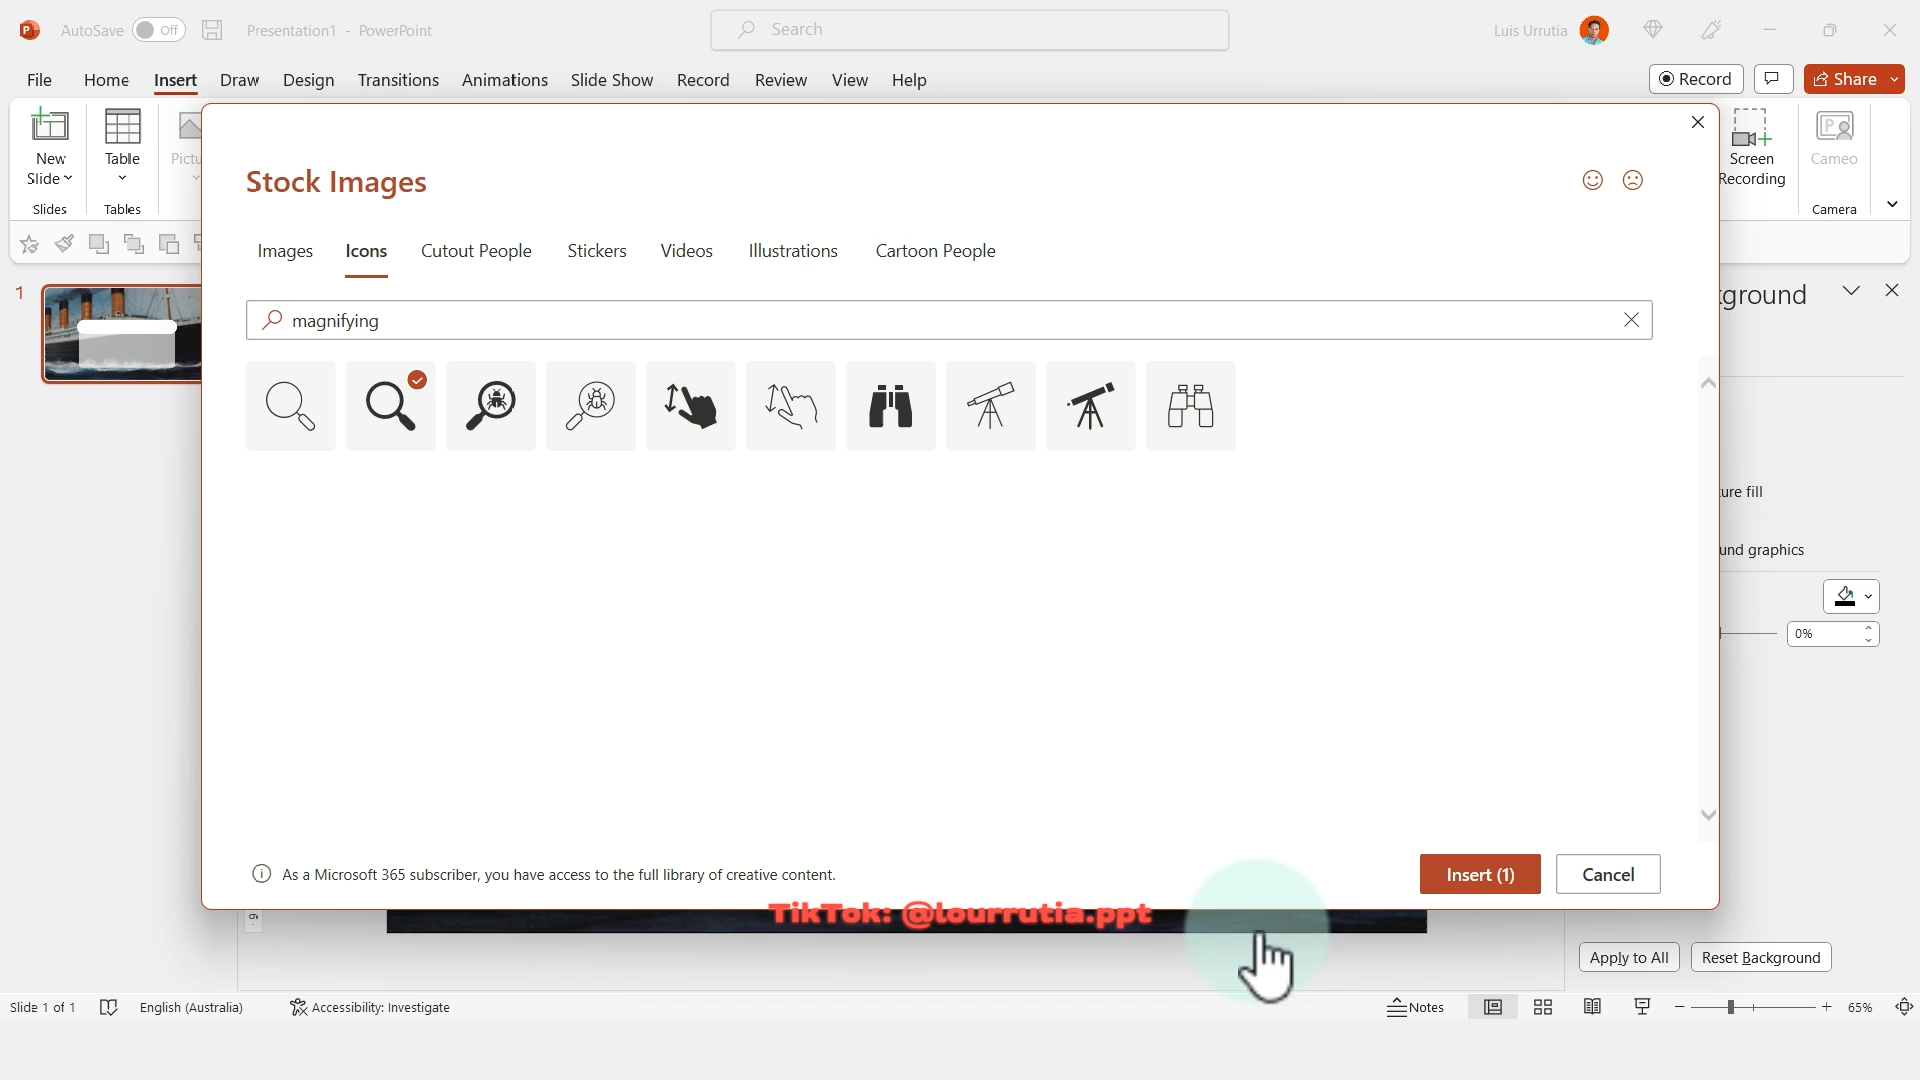 AutoSave Off Presentation1 - PowerPoint Search Luis Urrutia
File Home Insert Draw Design Transitions Animations Slide Show Record Review View Help Record Share
New Slide
Table
Screen Recording
Cameo
Slides Tables Camera
Stock Images
Images Icons Cutout People Stickers Videos Illustrations Cartoon People
1
magnifying
ure fill
und graphics
0%
As a Microsoft 365 subscriber, you have access to the full library of creative content.
Insert (1) Cancel
TikTok: @lourrutia.ppt
Apply to All Reset Background
Slide 1 of 1 English (Australia) Accessibility: Investigate Notes 65%